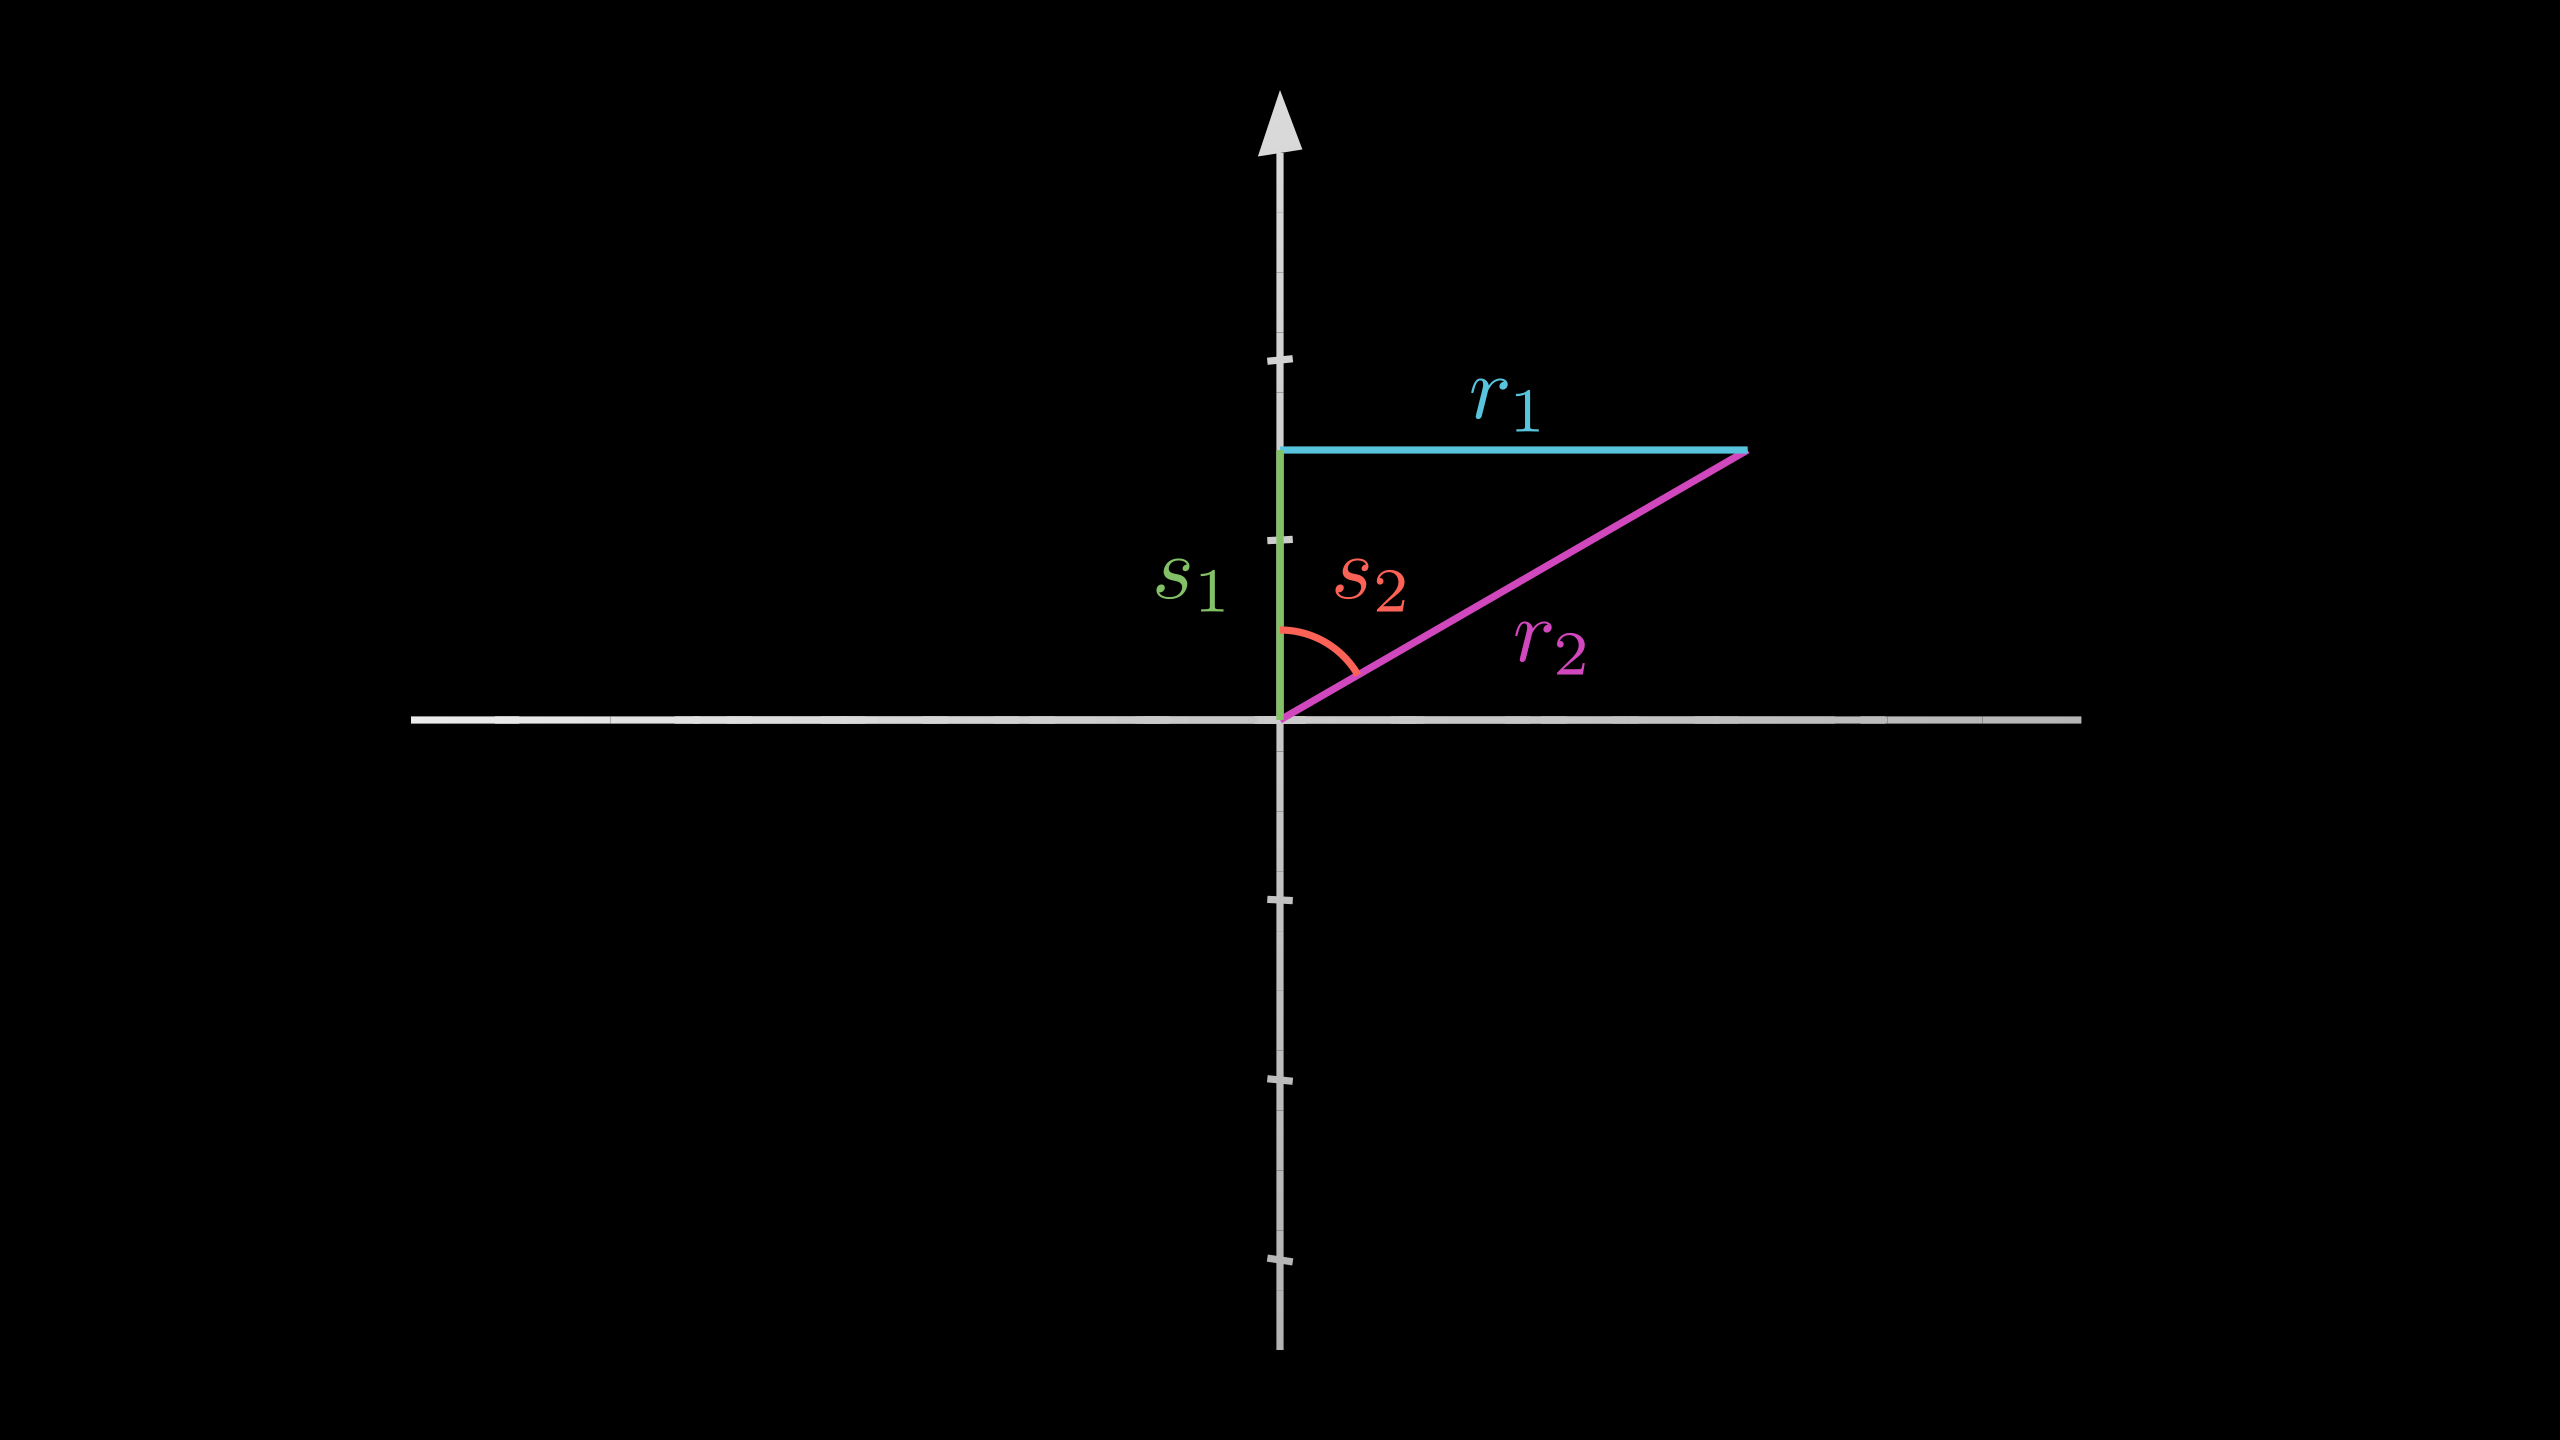 r₁
s₁ s₂
r₂